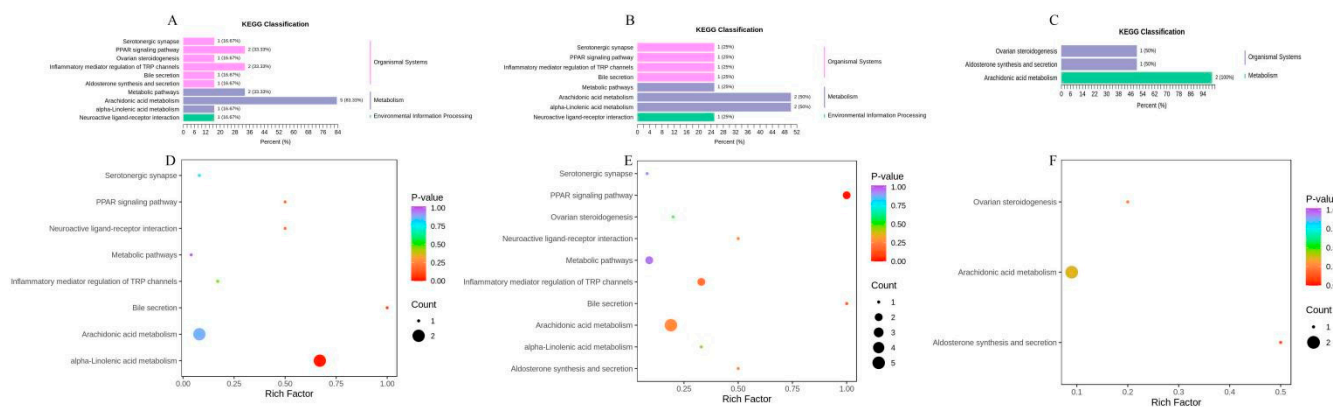 A
KEGG Classification
Serotonergic synapse 1 (16.67%)
PPAR signaling pathway 2 (33.33%)
Ovarian steroidogenesis 1 (16.67%)
Inflammatory mediator regulation of TRP channels 2 (33.33%)
Bile secretion 1 (16.67%)
Aldosterone synthesis and secretion 1 (16.67%)
Metabolic pathways 2 (33.33%)
Arachidonic acid metabolism 5 (83.33%)
alpha-Linolenic acid metabolism 1 (16.67%)
Neuroactive ligand-receptor interaction 1 (16.67%)
Organismal Systems
Metabolism
Environmental Information Processing
0 6 12 18 24 30 36 42 48 54 60 66 72 78 84
Percent (%)
B
KEGG Classification
Serotonergic synapse 1 (25%)
PPAR signaling pathway 1 (25%)
Inflammatory mediator regulation of TRP channels 1 (25%)
Bile secretion 1 (25%)
Metabolic pathways 1 (25%)
Arachidonic acid metabolism 2 (50%)
alpha-Linolenic acid metabolism 2 (50%)
Neuroactive ligand-receptor interaction 1 (25%)
Organismal Systems
Metabolism
Environmental Information Processing
0 4 8 12 16 20 24 28 32 36 40 44 48 52
Percent (%)
C
KEGG Classification
Ovarian steroidogenesis 1 (50%)
Aldosterone synthesis and secretion 1 (50%)
Arachidonic acid metabolism 2 (100%)
Organismal Systems
Metabolism
0 6 12 18 24 30 36 42 48 54 60 66 72 78 86 94
Percent (%)
D
Serotonergic synapse
PPAR signaling pathway
Neuroactive ligand-receptor interaction
Metabolic pathways
Inflammatory mediator regulation of TRP channels
Bile secretion
Arachidonic acid metabolism
alpha-Linolenic acid metabolism
0.00 0.25 0.50 0.75 1.00
Rich Factor
P-value
1.00
0.75
0.50
0.25
0.00
Count
1
2
E
Serotonergic synapse
PPAR signaling pathway
Ovarian steroidogenesis
Neuroactive ligand-receptor interaction
Metabolic pathways
Inflammatory mediator regulation of TRP channels
Bile secretion
Arachidonic acid metabolism
alpha-Linolenic acid metabolism
Aldosterone synthesis and secretion
0.25 0.50 0.75 1.00
Rich Factor
P-value
1.00
0.75
0.50
0.25
0.00
Count
1
2
3
4
5
F
Ovarian steroidogenesis
Arachidonic acid metabolism
Aldosterone synthesis and secretion
0.1 0.2 0.3 0.4 0.5
Rich Factor
Count
1
2